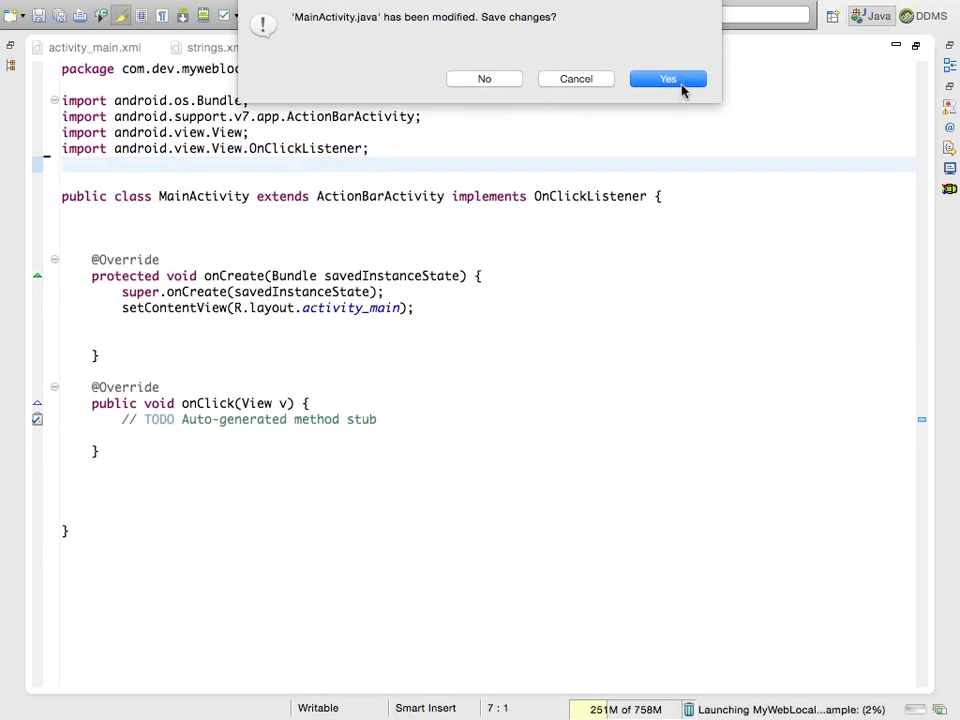 'MainActivity.java' has been modified. Save changes?
No Cancel Yes
Java DDMS
activity_main.xml strings.xm
package com.dev.mywebloc
import android.os.Bundle;
import android.support.v7.app.ActionBarActivity;
import android.view.View;
import android.view.View.OnClickListener;
public class MainActivity extends ActionBarActivity implements OnClickListener {
@Override
protected void onCreate(Bundle savedInstanceState) {
super.onCreate(savedInstanceState);
setContentView(R.layout.activity_main);
}
@Override
public void onClick(View v) {
// TODO Auto-generated method stub
}
}
Writable Smart Insert 7 : 1 251M of 758M Launching MyWebLocal...ample: (2%)